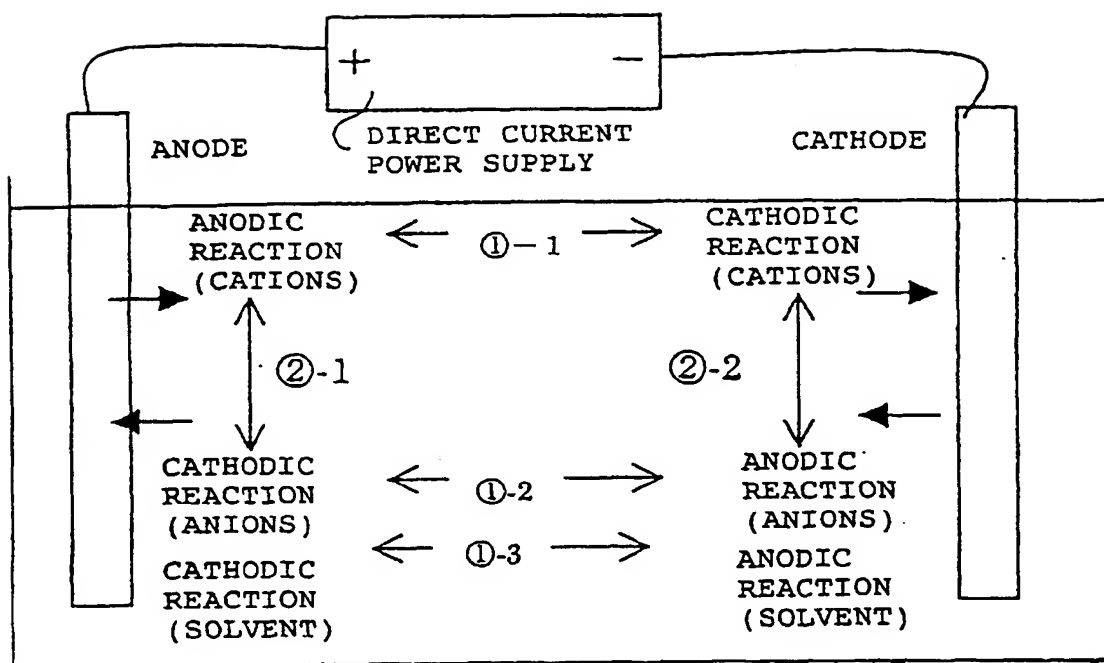 + −
DIRECT CURRENT
POWER SUPPLY
ANODE
CATHODE
ANODIC
REACTION
(CATIONS)
①－1
CATHODIC
REACTION
(CATIONS)
②-1
②-2
CATHODIC
REACTION
(ANIONS)
①-2
ANODIC
REACTION
(ANIONS)
①-3
CATHODIC
REACTION
(SOLVENT)
ANODIC
REACTION
(SOLVENT)